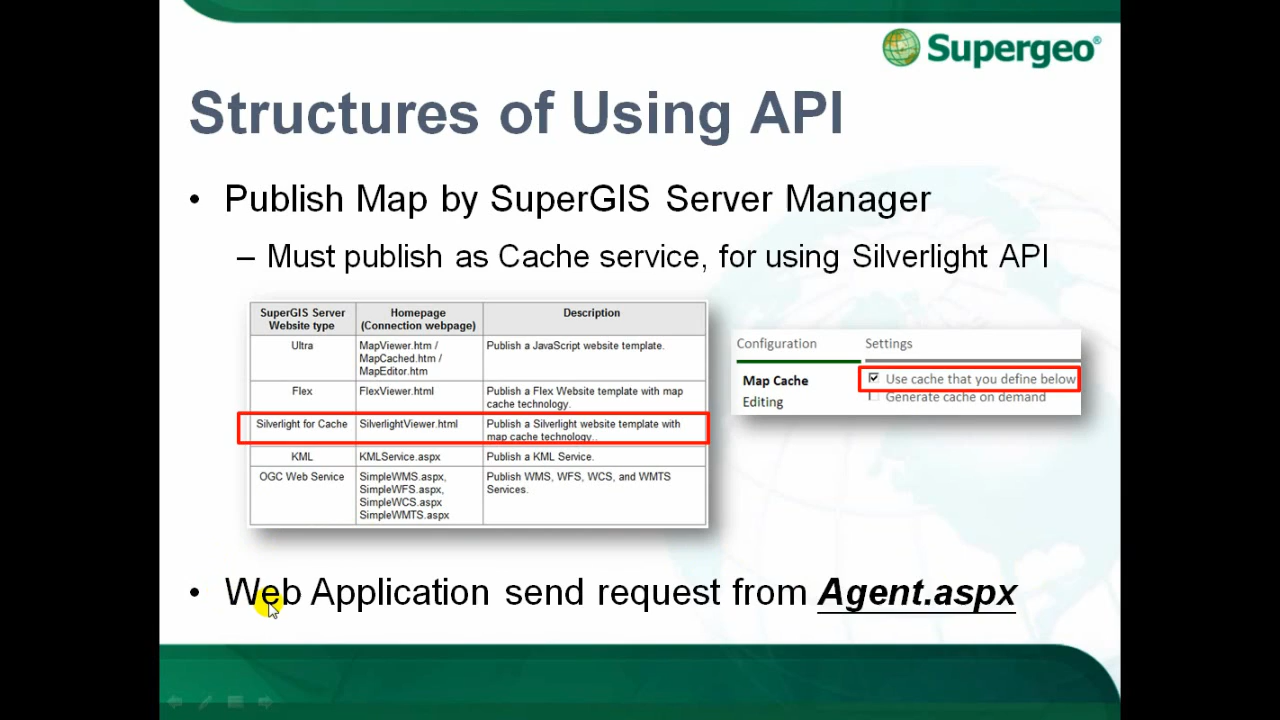 Supergeo®
Structures of Using API
• Publish Map by SuperGIS Server Manager
– Must publish as Cache service, for using Silverlight API
SuperGIS Server Website type | Homepage (Connection webpage) | Description
Ultra | MapViewer.htm / MapCached.htm / MapEditor.htm | Publish a JavaScript website template.
Flex | FlexViewer.html | Publish a Flex Website template with map cache technology.
Silverlight for Cache | SilverlightViewer.html | Publish a Silverlight website template with map cache technology..
KML | KMLService.aspx | Publish a KML Service.
OGC Web Service | SimpleWMS.aspx, SimpleWFS.aspx, SimpleWCS.aspx SimpleWMTS.aspx | Publish WMS, WFS, WCS, and WMTS Services.
Configuration
Settings
Map Cache
Use cache that you define below
Editing
Generate cache on demand
• Web Application send request from Agent.aspx